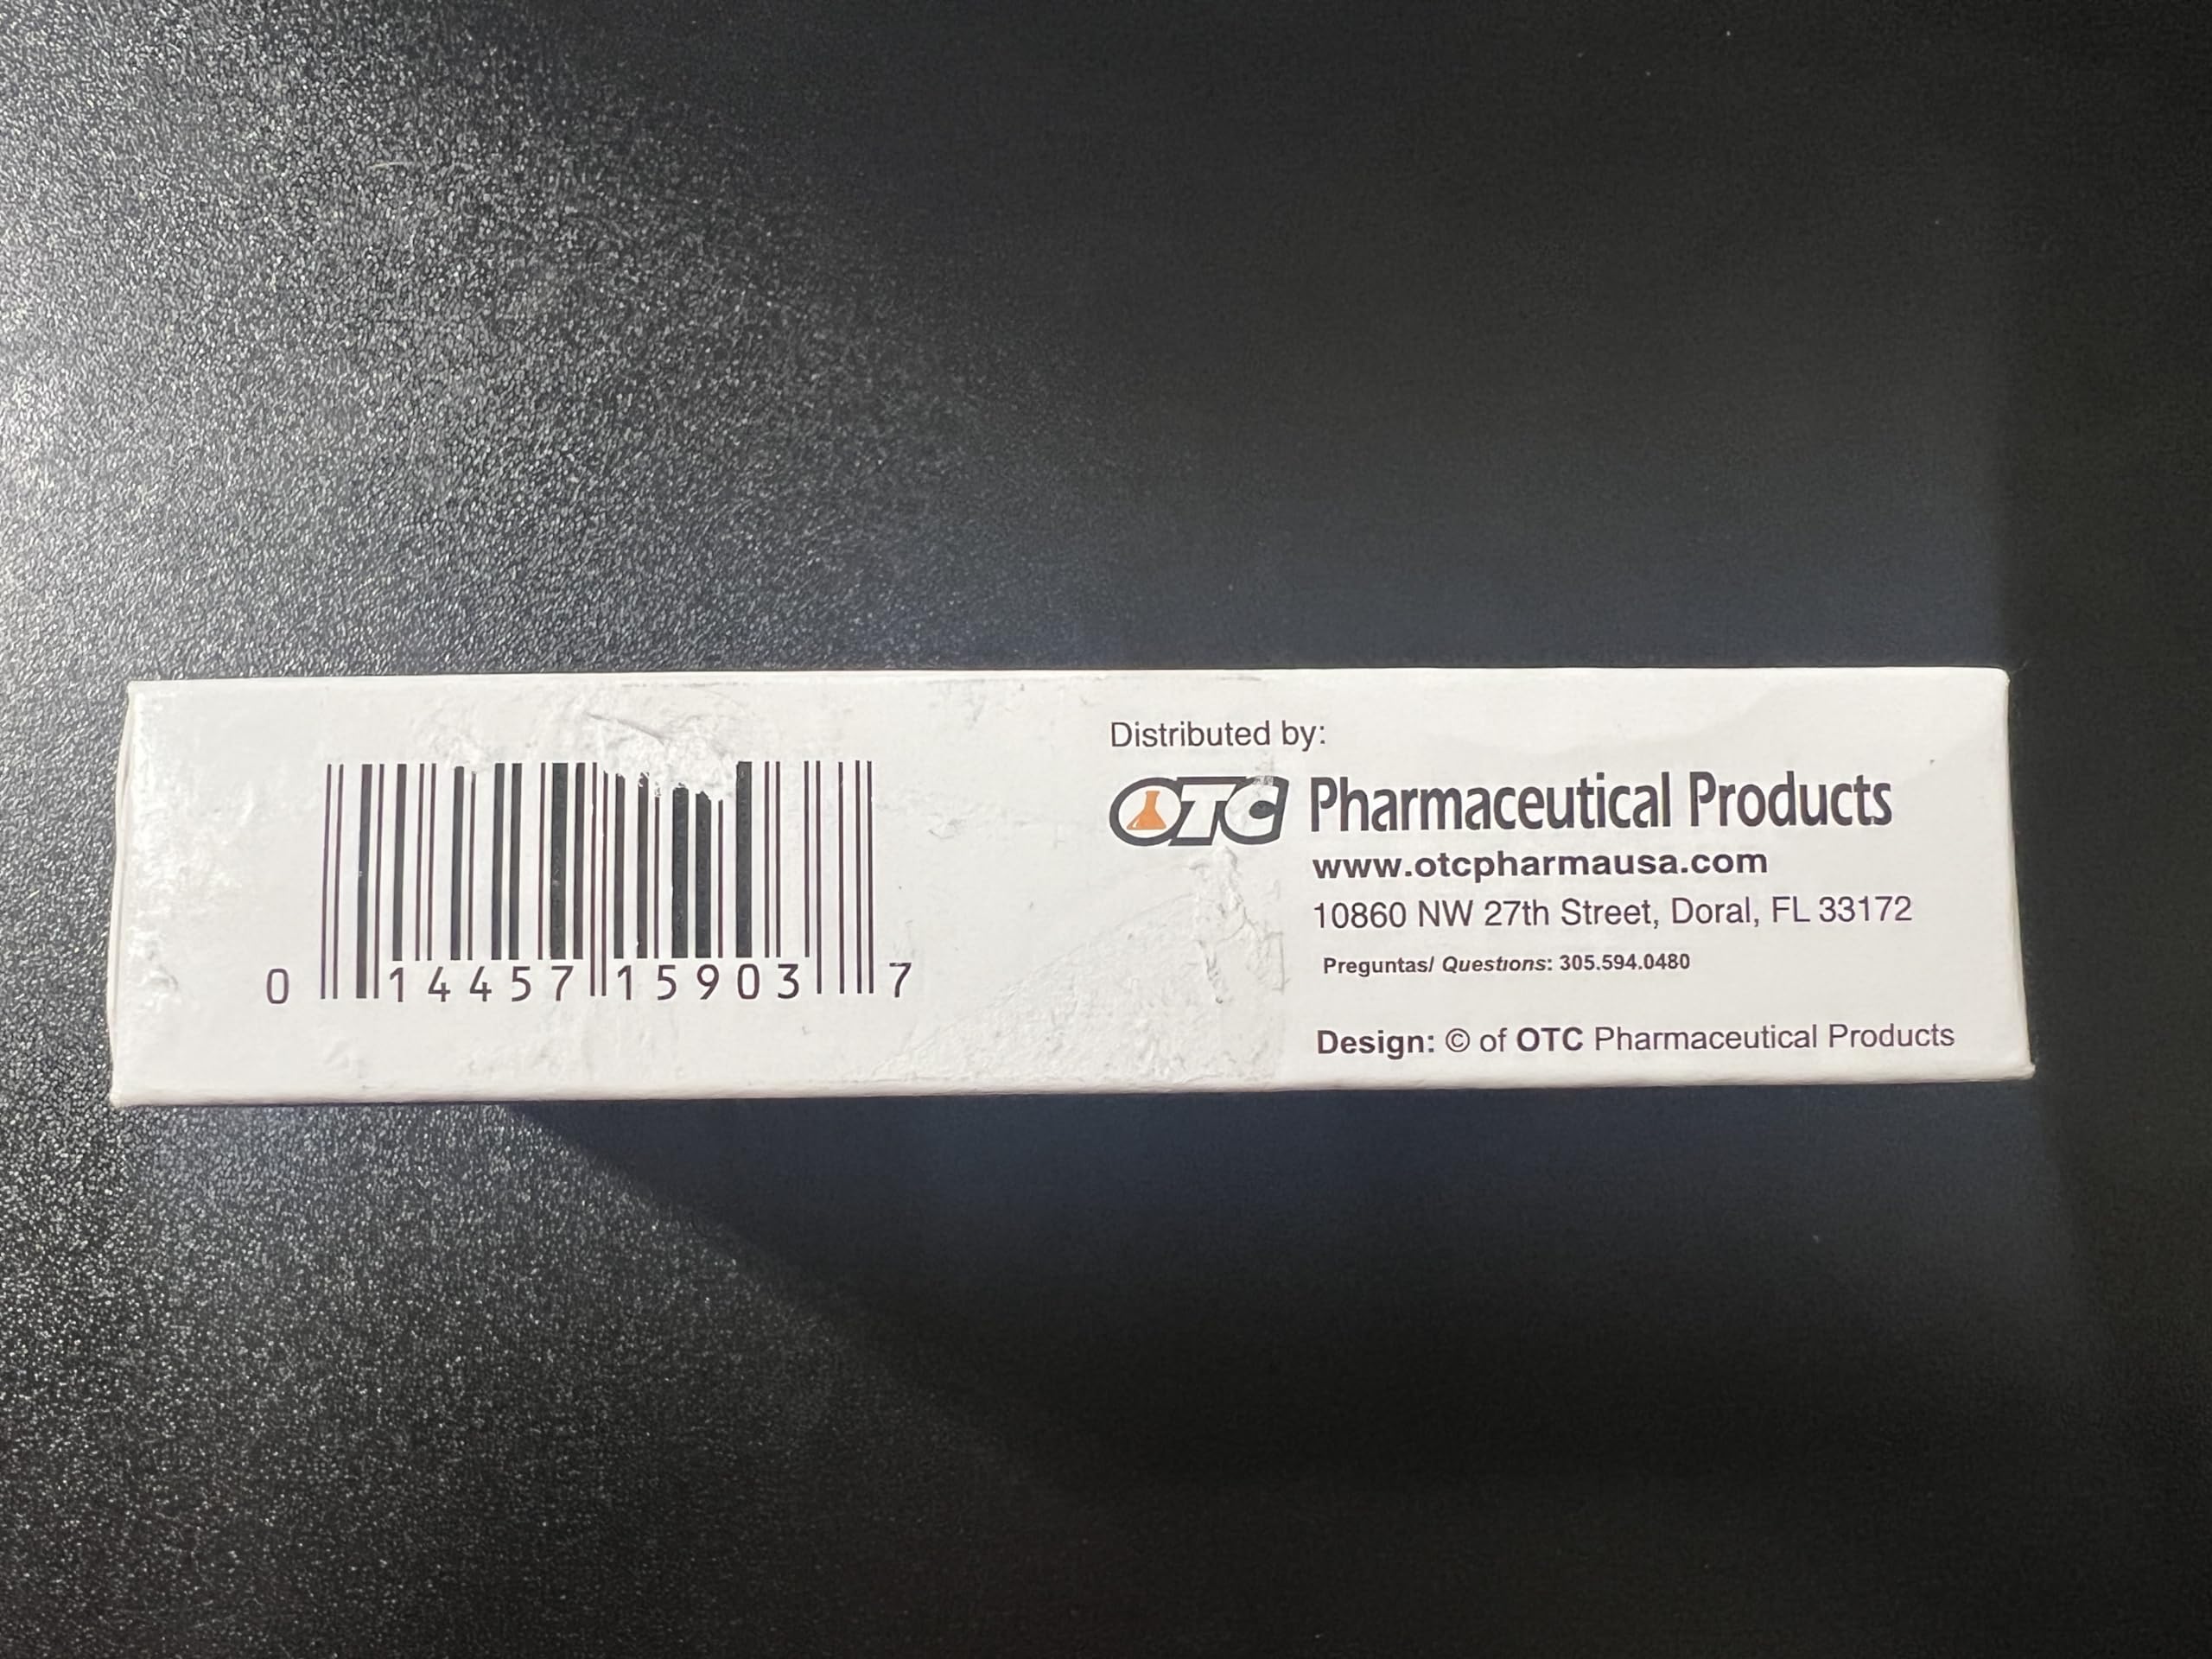 0 14457 15903 7
Distributed by:
OTC Pharmaceutical Products
www.otcpharmausa.com
10860 NW 27th Street, Doral, FL 33172
Preguntas/ Questions: 305.594.0480
Design: © of OTC Pharmaceutical Products